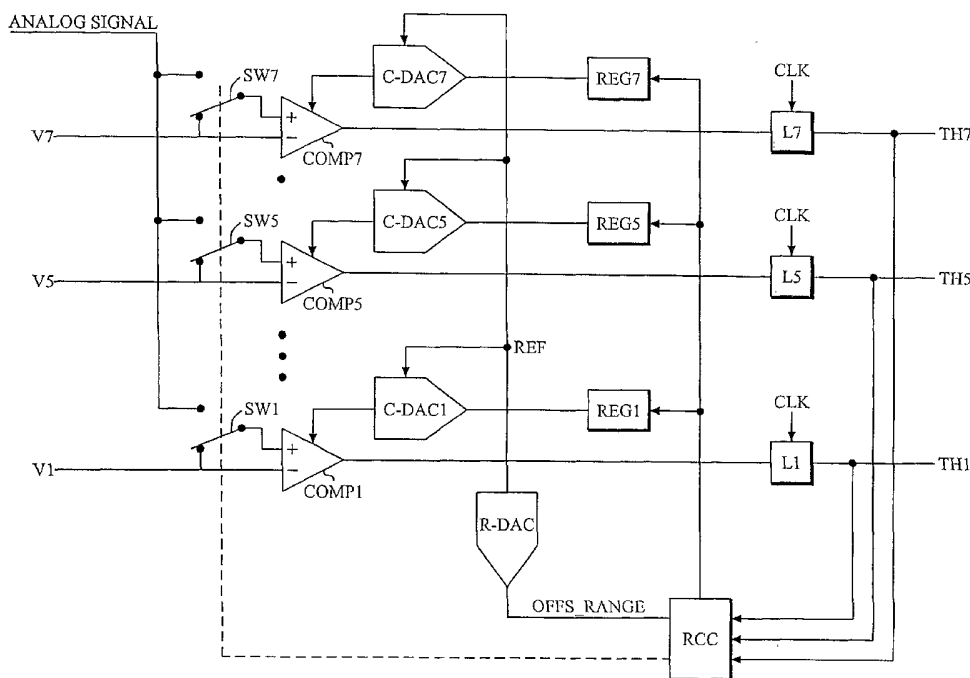 ANALOG SIGNAL
SW7
C-DAC7
REG7
CLK
V7
+
−
COMP7
L7
TH7
SW5
C-DAC5
REG5
CLK
V5
+
−
COMP5
L5
TH5
REF
SW1
C-DAC1
REG1
CLK
V1
+
−
COMP1
L1
TH1
R-DAC
OFFS_RANGE
RCC